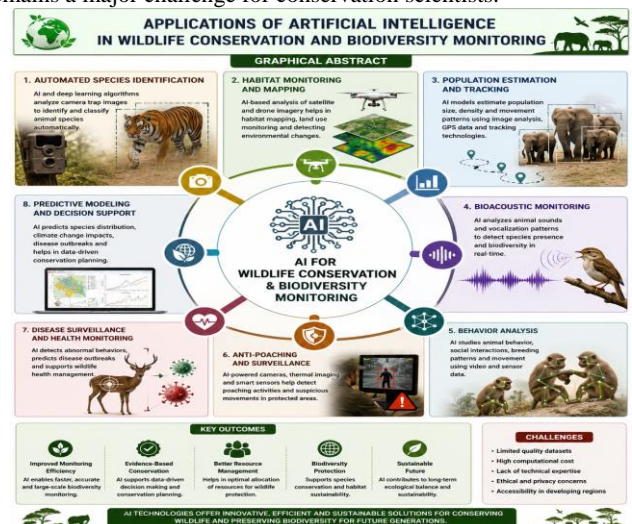 mains a major challenge for conservation scientists.
APPLICATIONS OF ARTIFICIAL INTELLIGENCE
IN WILDLIFE CONSERVATION AND BIODIVERSITY MONITORING
GRAPHICAL ABSTRACT
1. AUTOMATED SPECIES IDENTIFICATION
AI and deep learning algorithms
analyze camera trap images
to identify and classify
animal species
automatically.
2. HABITAT MONITORING
AND MAPPING
AI-based analysis of satellite
and drone imagery helps in
habitat mapping, land use
monitoring and detecting
environmental changes.
3. POPULATION ESTIMATION
AND TRACKING
AI models estimate population
size, density and movement
patterns using image analysis,
GPS data and tracking
technologies.
8. PREDICTIVE MODELING
AND DECISION SUPPORT
AI predicts species distribution,
climate change impacts,
disease outbreaks and
helps in data-driven
conservation planning.
AI
AI FOR
WILDLIFE CONSERVATION
& BIODIVERSITY
MONITORING
4. BIOACOUSTIC MONITORING
AI analyzes animal sounds
and vocalization patterns
to detect species presence
and biodiversity in
real-time.
7. DISEASE SURVEILLANCE
AND HEALTH MONITORING
AI detects abnormal behaviors,
predicts disease outbreaks
and supports wildlife
health management.
6. ANTI-POACHING
AND SURVEILLANCE
AI-powered cameras, thermal imaging
and smart sensors help detect
poaching activities and suspicious
movements in protected areas.
5. BEHAVIOR ANALYSIS
AI studies animal behavior,
social interactions, breeding
patterns and movement
using video and sensor
data.
KEY OUTCOMES
Improved Monitoring
Efficiency
AI enables faster, accurate
and large-scale biodiversity
monitoring.
Evidence-Based
Conservation
AI supports data-driven
decision making and
conservation planning.
Better Resource
Management
Helps in optimal allocation
of resources for wildlife
protection.
Biodiversity
Protection
Supports species
conservation and habitat
sustainability.
Sustainable
Future
AI contributes to long-term
ecological balance and
sustainability.
CHALLENGES
• Limited quality datasets
• High computational cost
• Lack of technical expertise
• Ethical and privacy concerns
• Accessibility in developing regions
AI TECHNOLOGIES OFFER INNOVATIVE, EFFICIENT AND SUSTAINABLE SOLUTIONS FOR CONSERVING
WILDLIFE AND PRESERVING BIODIVERSITY FOR FUTURE GENERATIONS.